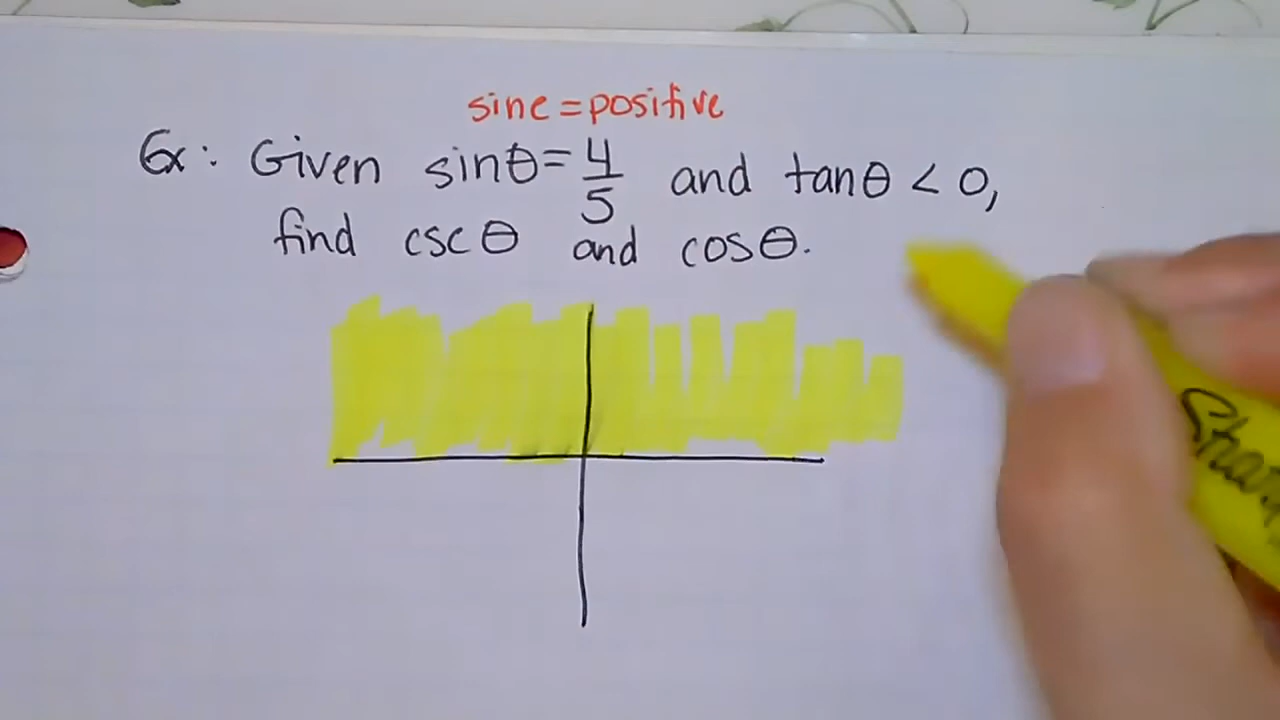 sine = positive
Ex: Given sinθ = 4/5 and tanθ < 0,
find cscθ and cosθ.